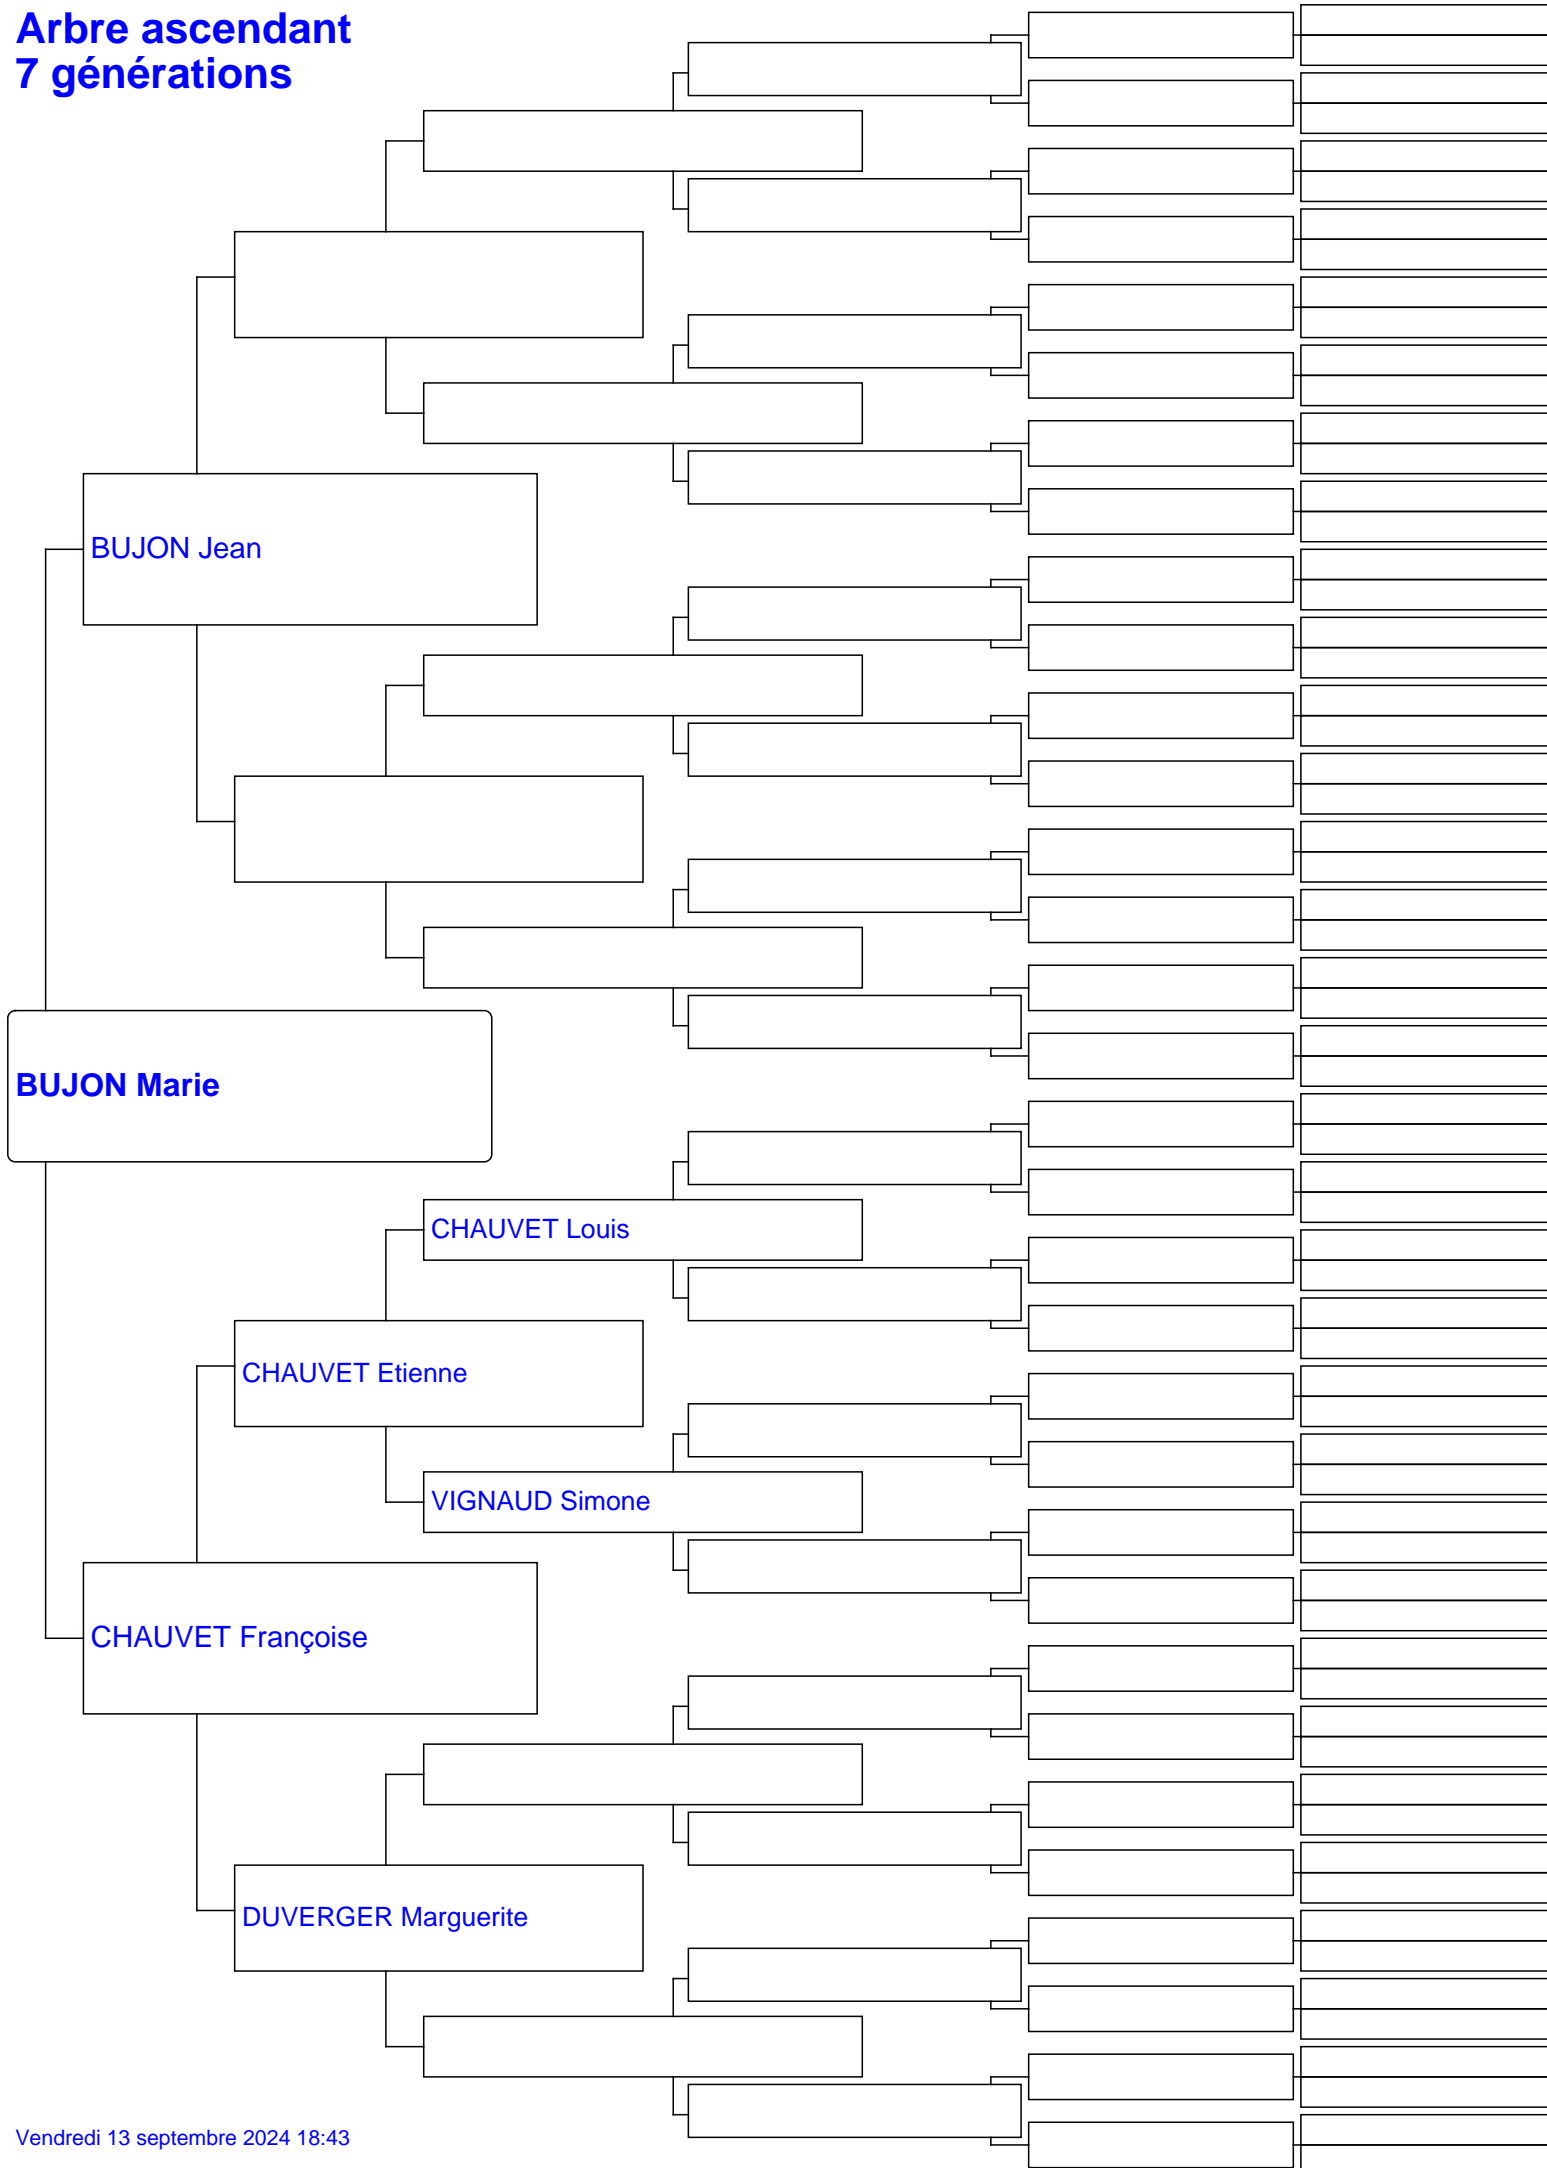 Arbre ascendant
7 générations
BUJON Jean
BUJON Marie
CHAUVET Louis
CHAUVET Etienne
VIGNAUD Simone
CHAUVET Françoise
DUVERGER Marguerite
Vendredi 13 septembre 2024 18:43